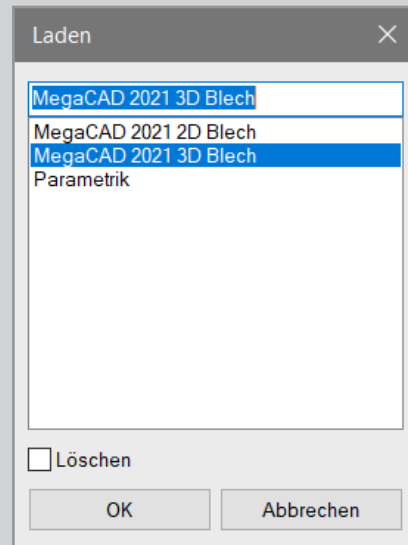 Laden
MegaCAD 2021 3D Blech
MegaCAD 2021 2D Blech
MegaCAD 2021 3D Blech
Parametrik
Löschen
OK Abbrechen